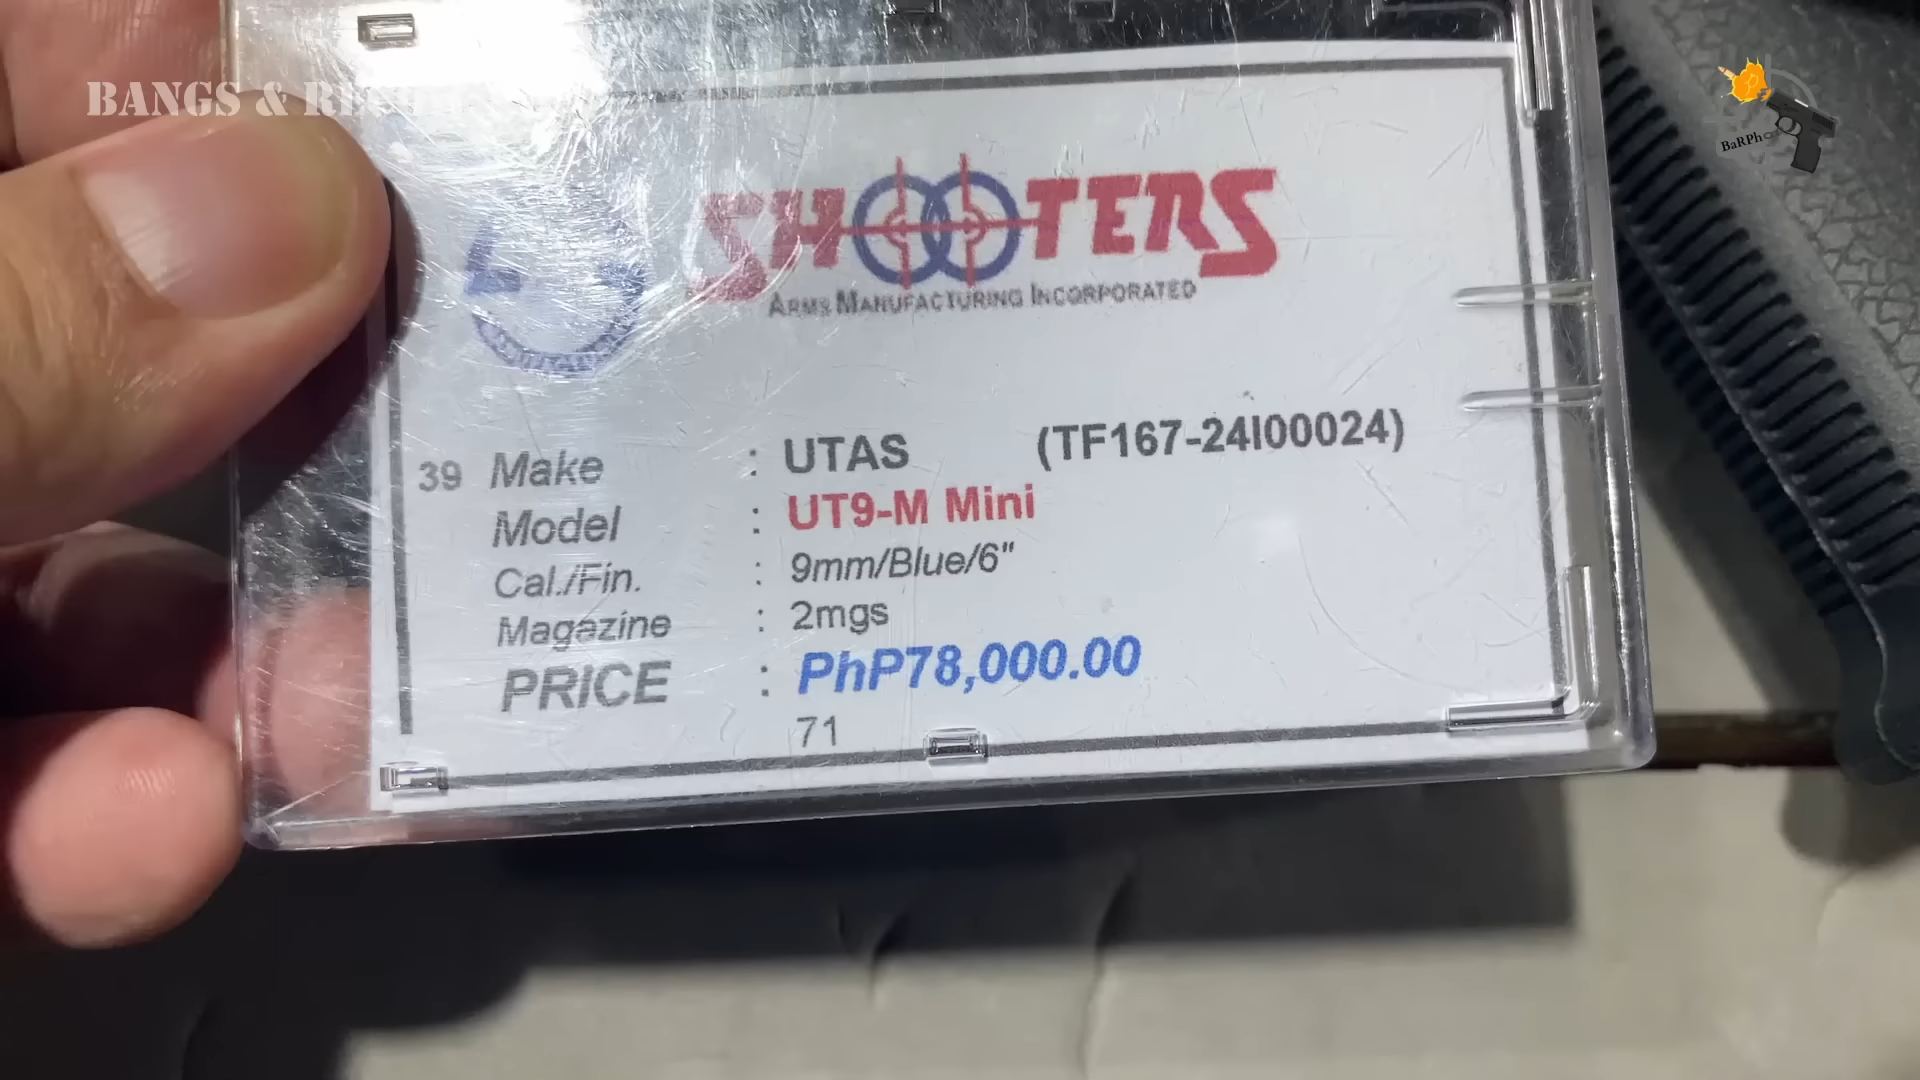 BANGS &
BaRPh
SHOOTERS
ARMS MANUFACTURING INCORPORATED
39 Make : UTAS (TF167-24I00024)
Model : UT9-M Mini
Cal./Fin. : 9mm/Blue/6"
Magazine : 2mgs
PRICE : PhP78,000.00
71